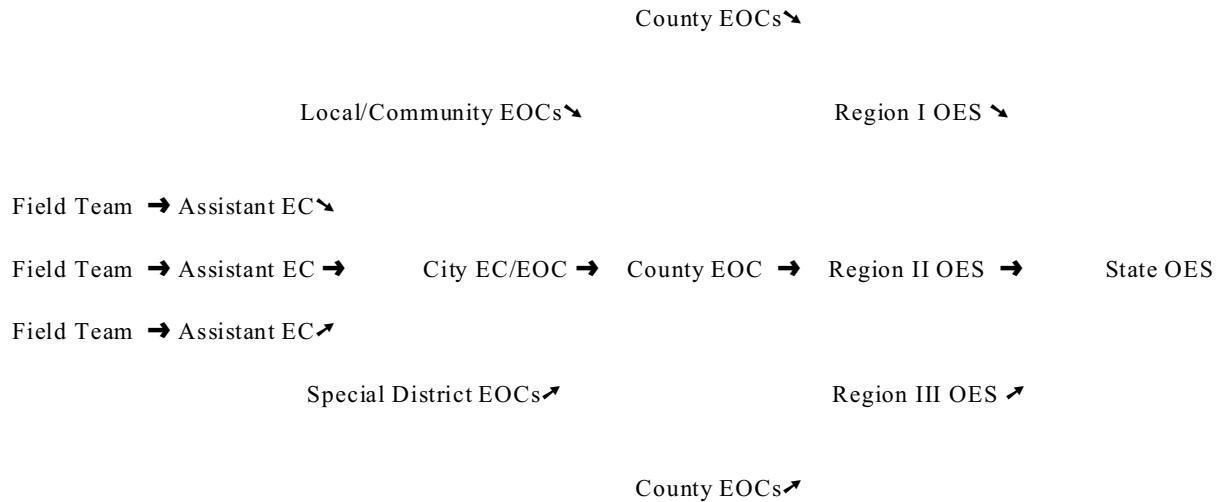 County EOCs➘
Local/Community EOCs➘ Region I OES ➘
Field Team ➔ Assistant EC➘
Field Team ➔ Assistant EC ➔ City EC/EOC ➔ County EOC ➔ Region II OES ➔ State OES
Field Team ➔ Assistant EC➚
Special District EOCs➚ Region III OES ➚
County EOCs➚